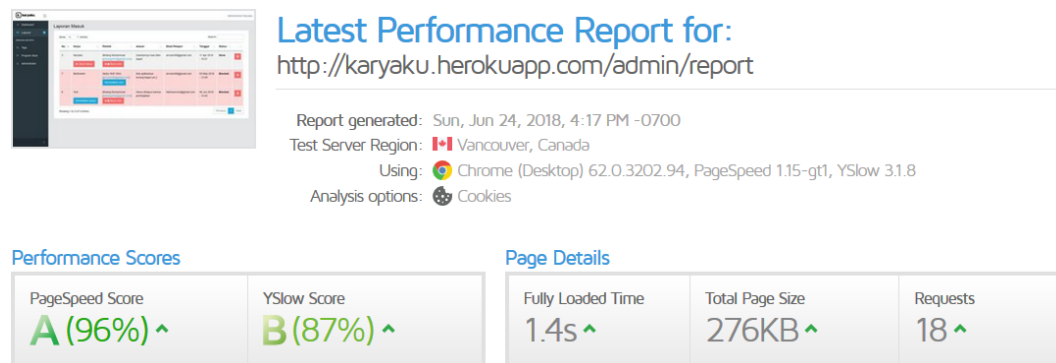 karyaku
Laporan Masuk
Latest Performance Report for:
http://karyaku.herokuapp.com/admin/report
Report generated: Sun, Jun 24, 2018, 4:17 PM -0700
Test Server Region: Vancouver, Canada
Using: Chrome (Desktop) 62.0.3202.94, PageSpeed 1.15-gt1, YSlow 3.1.8
Analysis options: Cookies
Performance Scores
PageSpeed Score
A (96%)
YSlow Score
B (87%)
Page Details
Fully Loaded Time
1.4s
Total Page Size
276KB
Requests
18